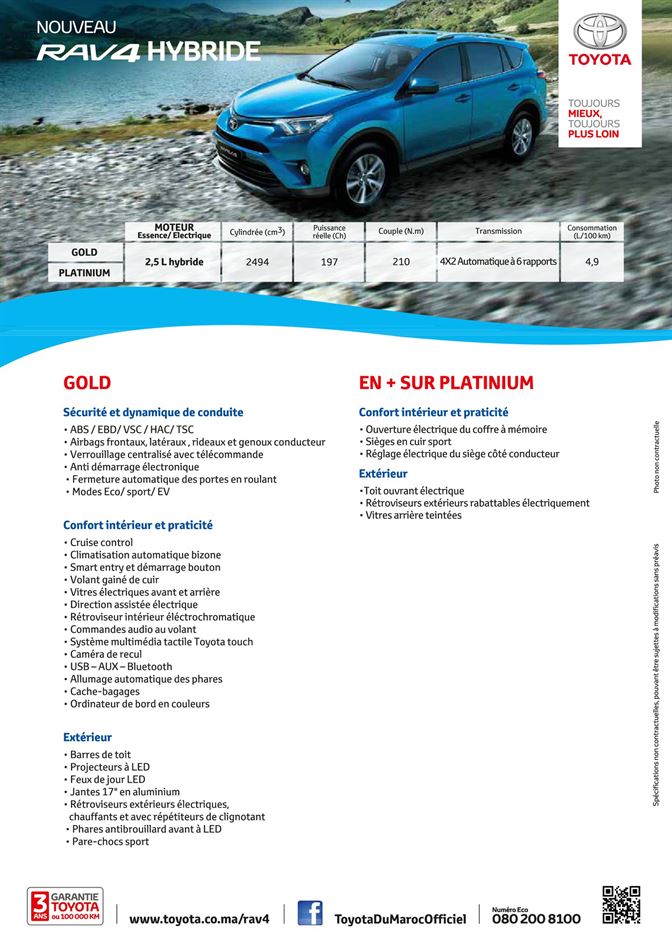 NOUVEAU
RAV4 HYBRIDE
TOYOTA
TOUJOURS
MIEUX,
TOUJOURS
PLUS LOIN
MOTEUR
Essence/ Electrique
Cylindrée (cm3)
Puissance
réelle (Ch)
Couple (N.m)
Transmission
Consommation
(L/100 km)
GOLD
PLATINIUM
2,5 L hybride
2494
197
210
4X2 Automatique à 6 rapports
4,9
GOLD
Sécurité et dynamique de conduite
• ABS / EBD/ VSC / HAC/ TSC
• Airbags frontaux, latéraux , rideaux et genoux conducteur
• Verrouillage centralisé avec télécommande
• Anti démarrage électronique
• Fermeture automatique des portes en roulant
• Modes Eco/ sport/ EV
Confort intérieur et praticité
• Cruise control
• Climatisation automatique bizone
• Smart entry et démarrage bouton
• Volant gainé de cuir
• Vitres électriques avant et arrière
• Direction assistée électrique
• Rétroviseur intérieur éléctrochromatique
• Commandes audio au volant
• Système multimédia tactile Toyota touch
• Caméra de recul
• USB – AUX – Bluetooth
• Allumage automatique des phares
• Cache-bagages
• Ordinateur de bord en couleurs
Extérieur
• Barres de toit
• Projecteurs à LED
• Feux de jour LED
• Jantes 17" en aluminium
• Rétroviseurs extérieurs électriques,
chauffants et avec répétiteurs de clignotant
• Phares antibrouillard avant à LED
• Pare-chocs sport
EN + SUR PLATINIUM
Confort intérieur et praticité
• Ouverture électrique du coffre à mémoire
• Sièges en cuir sport
• Réglage électrique du siège côté conducteur
Extérieur
•Toit ouvrant électrique
• Rétroviseurs extérieurs rabattables électriquement
• Vitres arrière teintées
Photo non contractuelle
Spécifications non contractuelles, pouvant être sujettes à modifications sans préavis
3
ANS
GARANTIE
TOYOTA
ou 100 000 KM
www.toyota.co.ma/rav4
ToyotaDuMarocOfficiel
Numéro Eco
080 200 8100